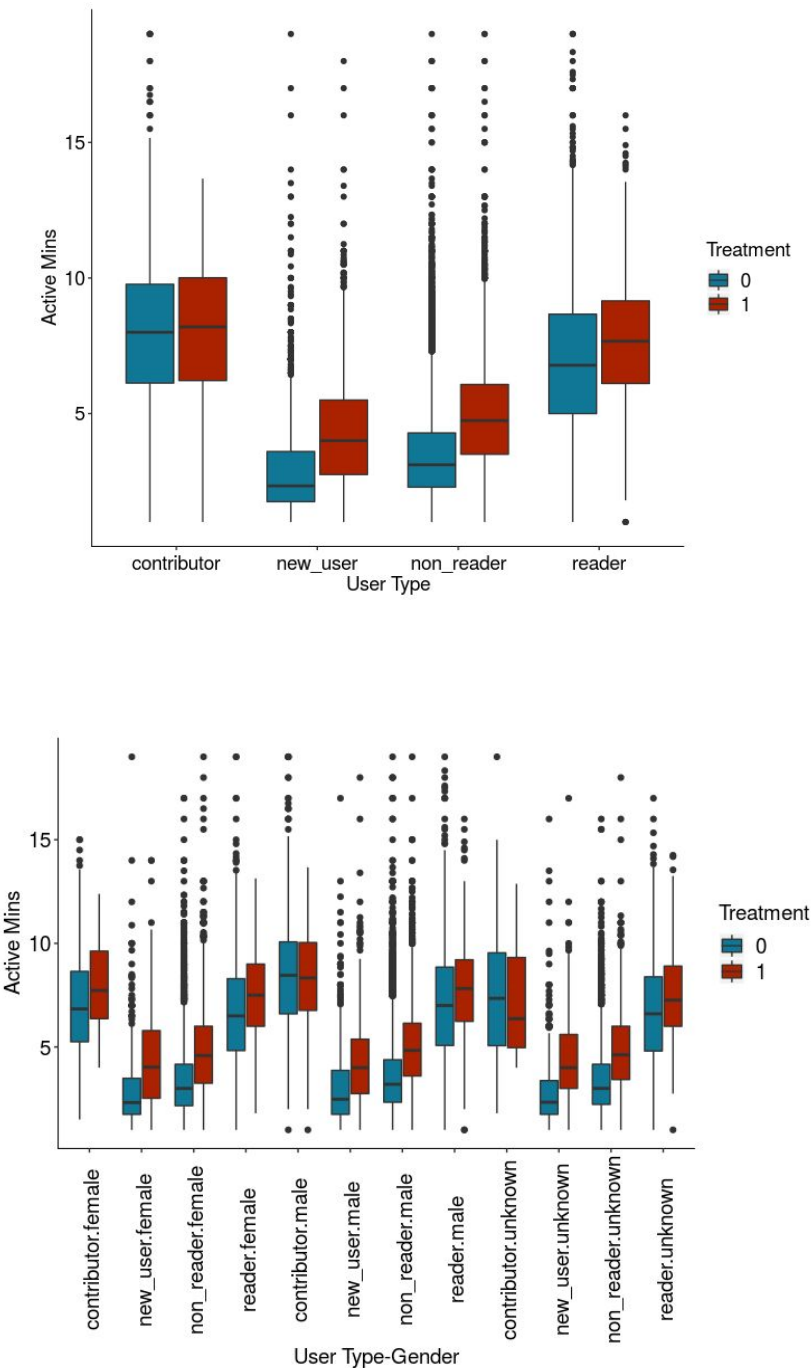 15
10
5
Active Mins
contributor
new_user
non_reader
reader
User Type
Treatment
0
1
15
10
5
Active Mins
contributor.female
new_user.female
non_reader.female
reader.female
contributor.male
new_user.male
non_reader.male
reader.male
contributor.unknown
new_user.unknown
non_reader.unknown
reader.unknown
User Type-Gender
Treatment
0
1